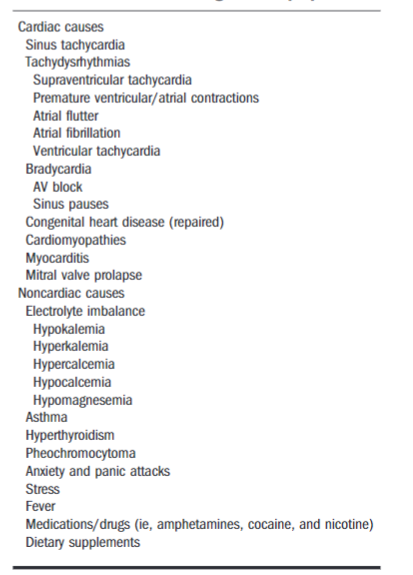 Cardiac causes
Sinus tachycardia
Tachydysrhythmias
Supraventricular tachycardia
Premature ventricular/atrial contractions
Atrial flutter
Atrial fibrillation
Ventricular tachycardia
Bradycardia
AV block
Sinus pauses
Congenital heart disease (repaired)
Cardiomyopathies
Myocarditis
Mitral valve prolapse
Noncardiac causes
Electrolyte imbalance
Hypokalemia
Hyperkalemia
Hypercalcemia
Hypocalcemia
Hypomagnesemia
Asthma
Hyperthyroidism
Pheochromocytoma
Anxiety and panic attacks
Stress
Fever
Medications/drugs (ie, amphetamines, cocaine, and nicotine)
Dietary supplements